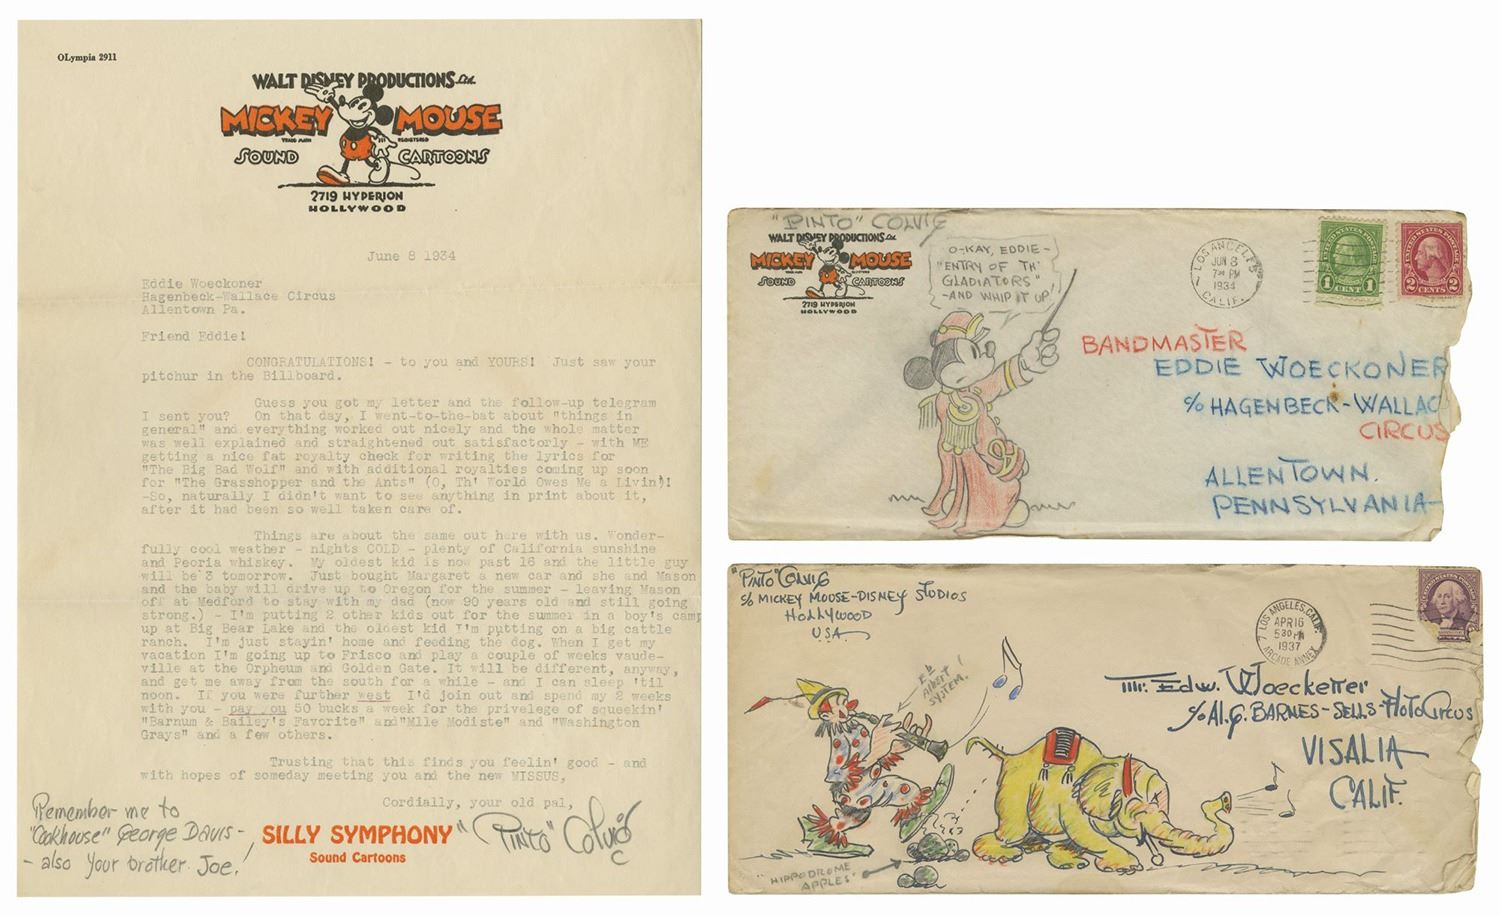 OLympia 2911
WALT DISNEY PRODUCTIONS Ltd.
MICKEY MOUSE
TRADE MARK REGISTERED
SOUND CARTOONS
2719 HYPERION
HOLLYWOOD
June 8 1934
Eddie Woeckoner
Hagenbeck-Wallace Circus
Allentown Pa.
Friend Eddie!
CONGRATULATIONS! - to you and YOURS! Just saw your
pitchur in the Billboard.
Guess you got my letter and the follow-up telegram
I sent you? On that day, I went-to-the-bat about "things in
general" and everything worked out nicely and the whole matter
was well explained and straightened out satisfactorily - with ME
getting a nice fat royalty check for writing the lyrics for
"The Big Bad Wolf" and with additional royalties coming up soon
for "The Grasshopper and the Ants" (O, Th' World Owes Me a Livin')!
-So, naturally I didn't want to see anything in print about it,
after it had been so well taken care of.
Things are about the same out here with us. Wonder-
fully cool weather - nights COLD - plenty of California sunshine
and Peoria whiskey. My oldest kid is now past 16 and the little guy
will be 3 tomorrow. Just bought Margaret a new car and she and Mason
and the baby will drive up to Oregon for the summer - leaving Mason
off at Medford to stay with my dad (now 90 years old and still going
strong.) - I'm putting 2 other kids out for the summer in a boy's camp
up at Big Bear Lake and the oldest kid I'm putting on a big cattle
ranch. I'm just stayin' home and feeding the dog. When I get my
vacation I'm going up to Frisco and play a couple of weeks vaude-
ville at the Orpheum and Golden Gate. It will be different, anyway,
and get me away from the south for a while - and I can sleep 'til
noon. If you were further west I'd join out and spend my 2 weeks
with you - pay you 50 bucks a week for the privelege of squeekin'
"Barnum & Bailey's Favorite" and "Mlle Modiste" and "Washington
Grays" and a few others.
Trusting that this finds you feelin' good - and
with hopes of someday meeting you and the new MISSUS,
Cordially, your old pal,
"Pinto" Colvig
Remember me to
"Cookhouse" George Davis -
- also your brother Joe!
SILLY SYMPHONY
Sound Cartoons
"PINTO" COLVIG
WALT DISNEY PRODUCTIONS Ltd.
MICKEY MOUSE
SOUND CARTOONS
2719 HYPERION
HOLLYWOOD
O-KAY, EDDIE -
"ENTRY OF TH'
GLADIATORS"
-AND WHIP IT UP!
LOS ANGELES
JUN 8
7 PM
1934
CALIF.
UNITED STATES POSTAGE
1 CENT 1
UNITED STATES POSTAGE
2 CENTS 2
BANDMASTER
EDDIE WOECKONER
c/o HAGENBECK-WALLAC
CIRCUS
ALLENTOWN.
PENNSYLVANIA-
"PINTO" COLVIG
c/o MICKEY MOUSE-DISNEY STUDIOS
HOLLYWOOD
U.S.A.
LOS ANGELES, CALIF.
APR 16
5 30 PM
1937
ARCADE ANNEX
Eb
Albert
SYSTEM.
Mr. Edw. Woeckener
c/o Al. G. BARNES-SELLS-FLOTO CIRCUS
VISALIA
CALIF.
"HIPPODROME
APPLES"